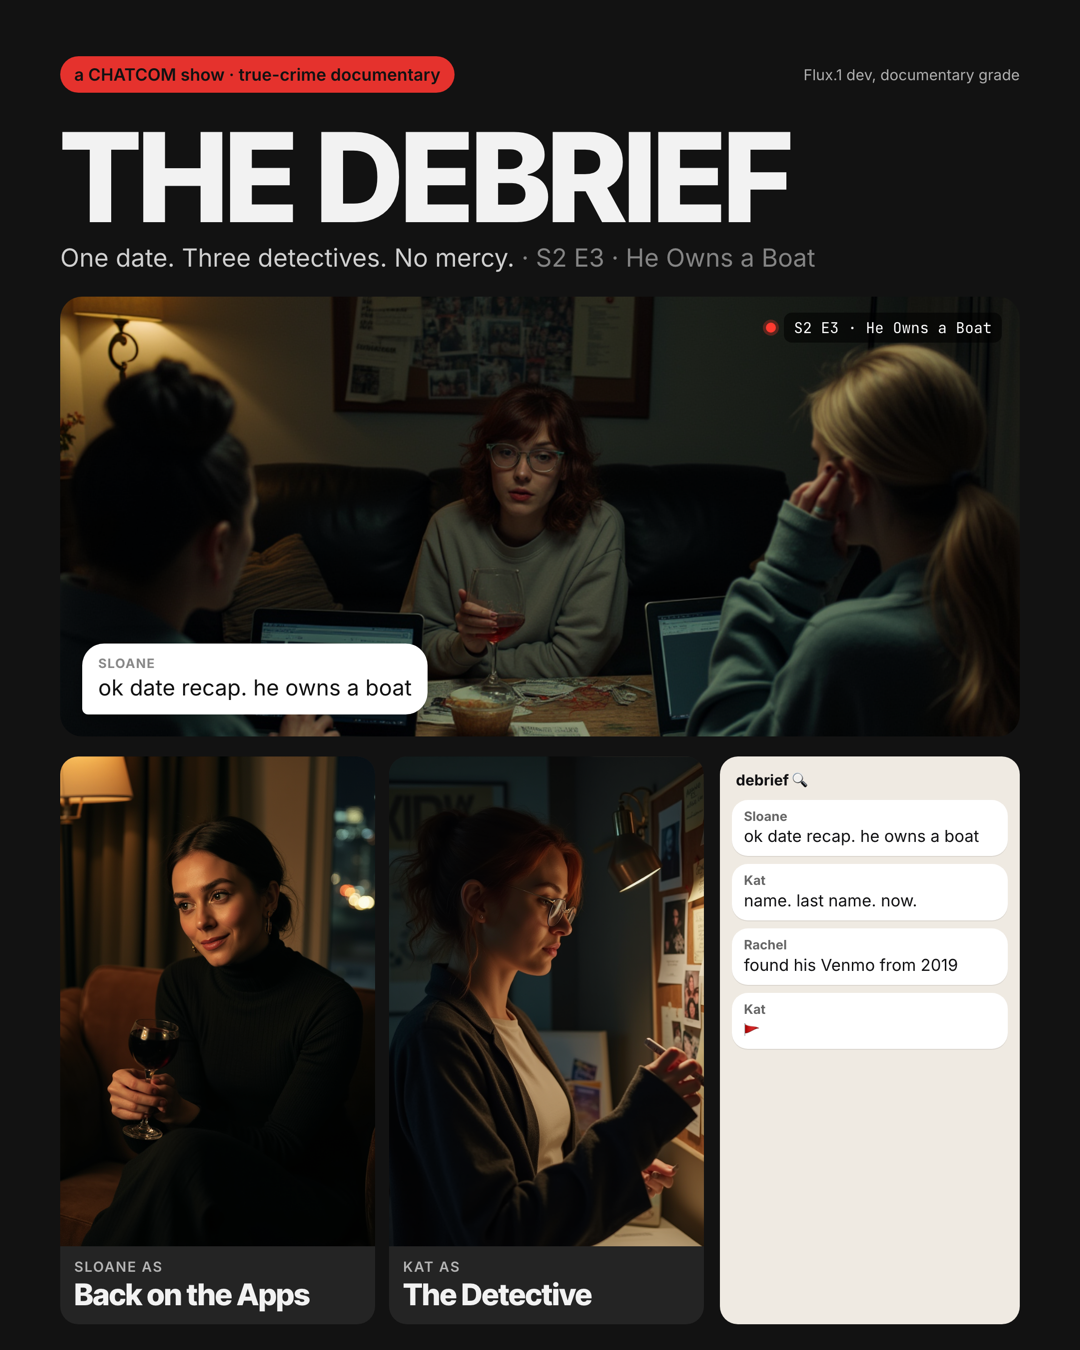 a CHATCOM show · true-crime documentary
Flux.1 dev, documentary grade
THE DEBRIEF
One date. Three detectives. No mercy. · S2 E3 · He Owns a Boat
S2 E3 · He Owns a Boat
SLOANE
ok date recap. he owns a boat
SLOANE AS
Back on the Apps
KAT AS
The Detective
debrief 🔍
Sloane
ok date recap. he owns a boat
Kat
name. last name. now.
Rachel
found his Venmo from 2019
Kat
🚩